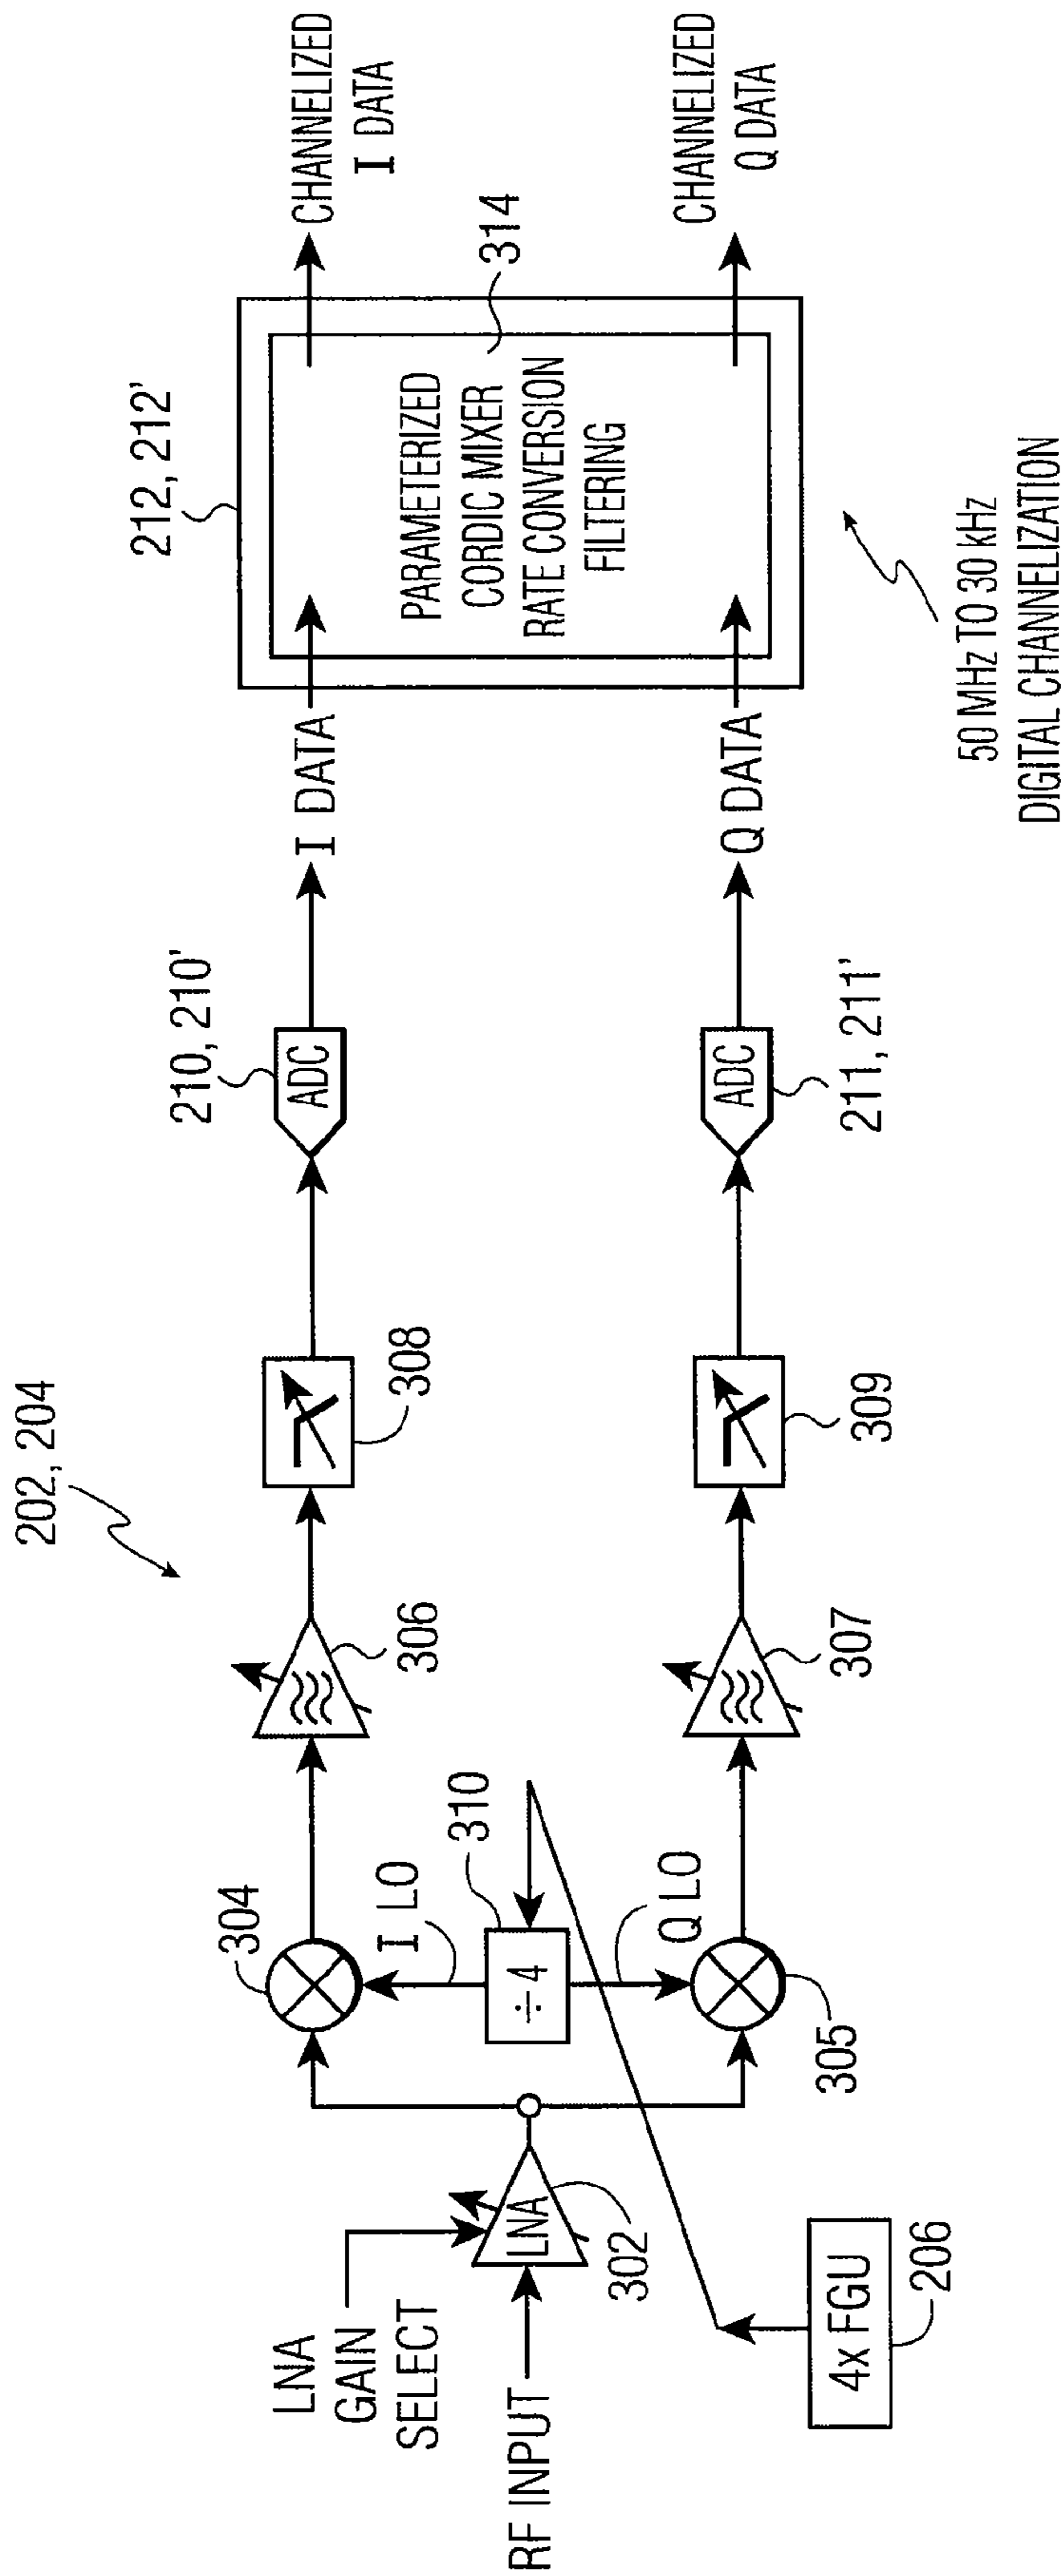 202, 204
LNA
GAIN
SELECT
RF INPUT
LNA
302
4x FGU
206
304
I LO
÷4
310
Q LO
305
306
307
308
309
210, 210'
ADC
ADC
211, 211'
I DATA
Q DATA
212, 212'
PARAMETERIZED
CORDIC MIXER
RATE CONVERSION
FILTERING
314
CHANNELIZED
I DATA
CHANNELIZED
Q DATA
50 MHz TO 30 kHz
DIGITAL CHANNELIZATION